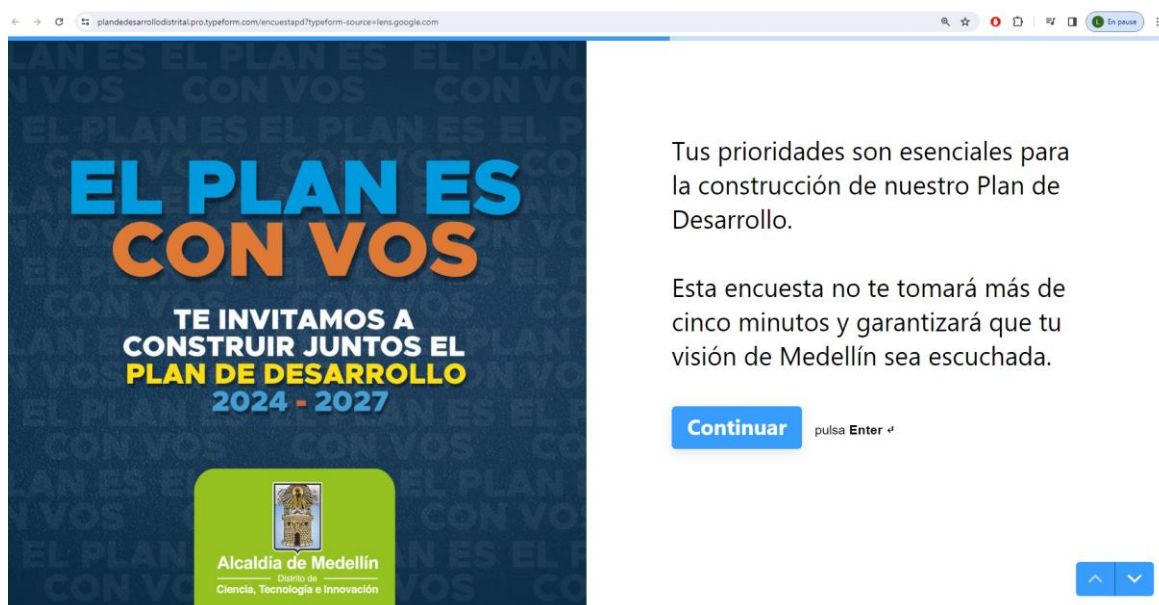 plandedesarrollodistrital.pro.typeform.com/encuestapd?typeform-source=lens.google.com
L
En pause
EL PLAN ES
CON VOS
TE INVITAMOS A
CONSTRUIR JUNTOS EL
PLAN DE DESARROLLO
2024 - 2027
Alcaldía de Medellín
Distrito de
Ciencia, Tecnología e Innovación
Tus prioridades son esenciales para
la construcción de nuestro Plan de
Desarrollo.
Esta encuesta no te tomará más de
cinco minutos y garantizará que tu
visión de Medellín sea escuchada.
Continuar pulsa Enter ↵